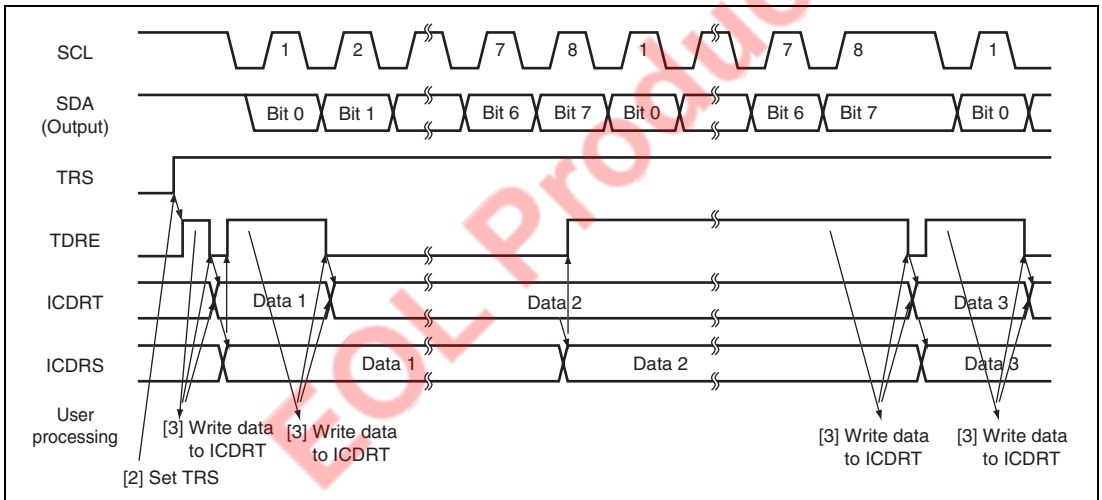 SCL 1 2 7 8 1 7 8 1
SDA
(Output)
Bit 0 Bit 1 Bit 6 Bit 7 Bit 0 Bit 6 Bit 7 Bit 0
TRS
TDRE
ICDRT Data 1 Data 2 Data 3
ICDRS Data 1 Data 2 Data 3
User
processing
[3] Write data
to ICDRT
[3] Write data
to ICDRT
[3] Write data
to ICDRT
[3] Write data
to ICDRT
[2] Set TRS
EOL Produc